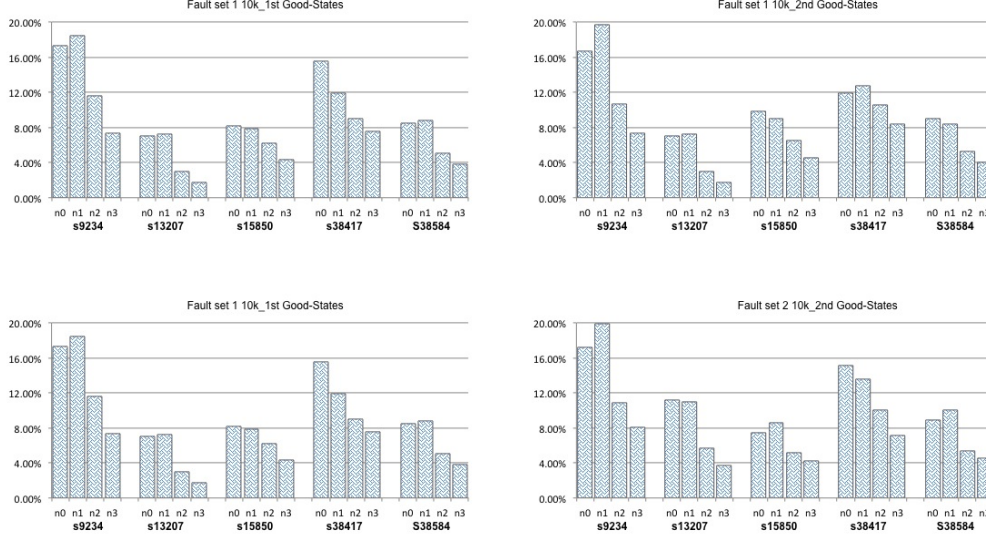 Fault set 1 10k_1st Good-States
20.00%
16.00%
12.00%
8.00%
4.00%
0.00%
n0 n1 n2 n3 n0 n1 n2 n3 n0 n1 n2 n3 n0 n1 n2 n3 n0 n1 n2 n3
s9234 s13207 s15850 s38417 S38584
Fault set 1 10k_2nd Good-States
20.00%
16.00%
12.00%
8.00%
4.00%
0.00%
n0 n1 n2 n3 n0 n1 n2 n3 n0 n1 n2 n3 n0 n1 n2 n3 n0 n1 n2 n3
s9234 s13207 s15850 s38417 S38584
Fault set 1 10k_1st Good-States
20.00%
16.00%
12.00%
8.00%
4.00%
0.00%
n0 n1 n2 n3 n0 n1 n2 n3 n0 n1 n2 n3 n0 n1 n2 n3 n0 n1 n2 n3
s9234 s13207 s15850 s38417 S38584
Fault set 2 10k_2nd Good-States
20.00%
16.00%
12.00%
8.00%
4.00%
0.00%
n0 n1 n2 n3 n0 n1 n2 n3 n0 n1 n2 n3 n0 n1 n2 n3 n0 n1 n2 n3
s9234 s13207 s15850 s38417 S38584